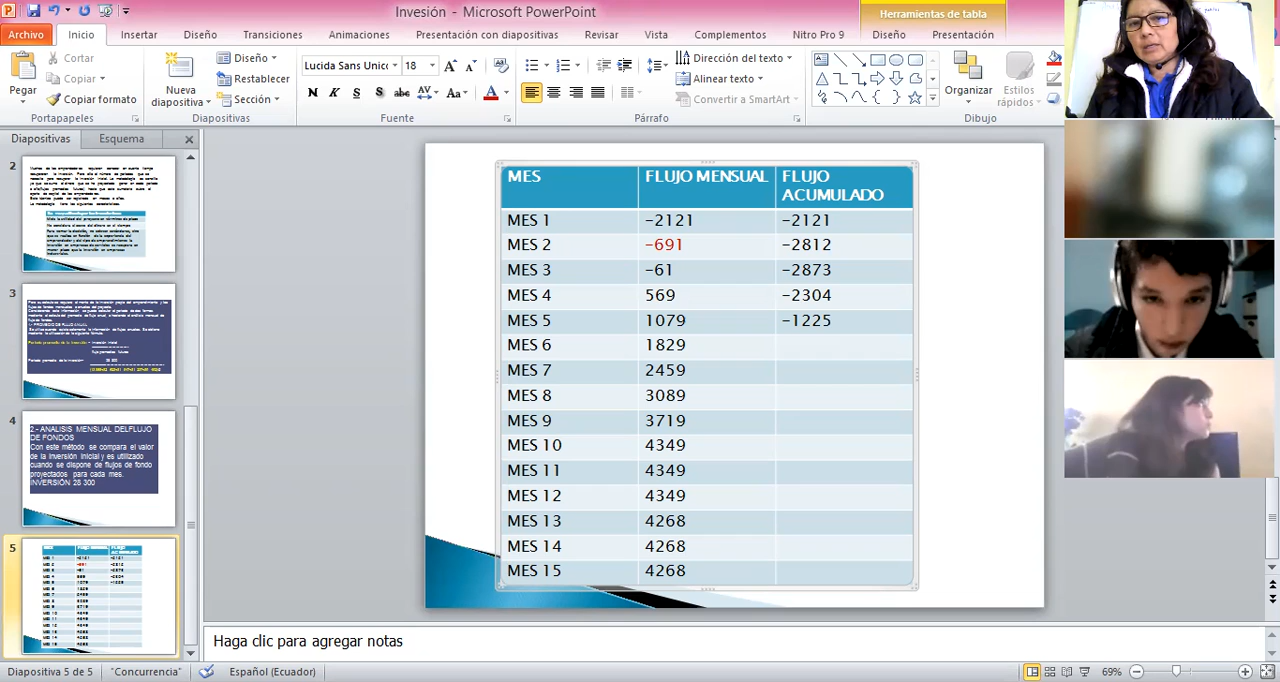 Invesión - Microsoft PowerPoint
Herramientas de tabla
Archivo Inicio Insertar Diseño Transiciones Animaciones Presentación con diapositivas Revisar Vista Complementos Nitro Pro 9 Diseño Presentación
Pegar
Cortar
Copiar
Copiar formato
Portapapeles
Nueva diapositiva
Diseño
Restablecer
Sección
Diapositivas
Lucida Sans Unic 18
N K S S abc AV Aa A
Fuente
Dirección del texto
Alinear texto
Convertir a SmartArt
Párrafo
Organizar
Estilos rápidos
Dibujo
Diapositivas Esquema
2
3
4
2.- ANALISIS MENSUAL DELFLUJO
DE FONDOS
Con este método se compara el valor
de la Inversión Inicial y es utilizado
cuando se dispone de flujos de fondo
proyectados para cada mes.
INVERSIÓN 28 300
5
MES FLUJO MENSUAL FLUJO ACUMULADO
MES 1 -2121 -2121
MES 2 -691 -2812
MES 3 -61 -2873
MES 4 569 -2304
MES 5 1079 -1225
MES 6 1829
MES 7 2459
MES 8 3089
MES 9 3719
MES 10 4349
MES 11 4349
MES 12 4349
MES 13 4268
MES 14 4268
MES 15 4268
Haga clic para agregar notas
Diapositiva 5 de 5 "Concurrencia" Español (Ecuador) 69%